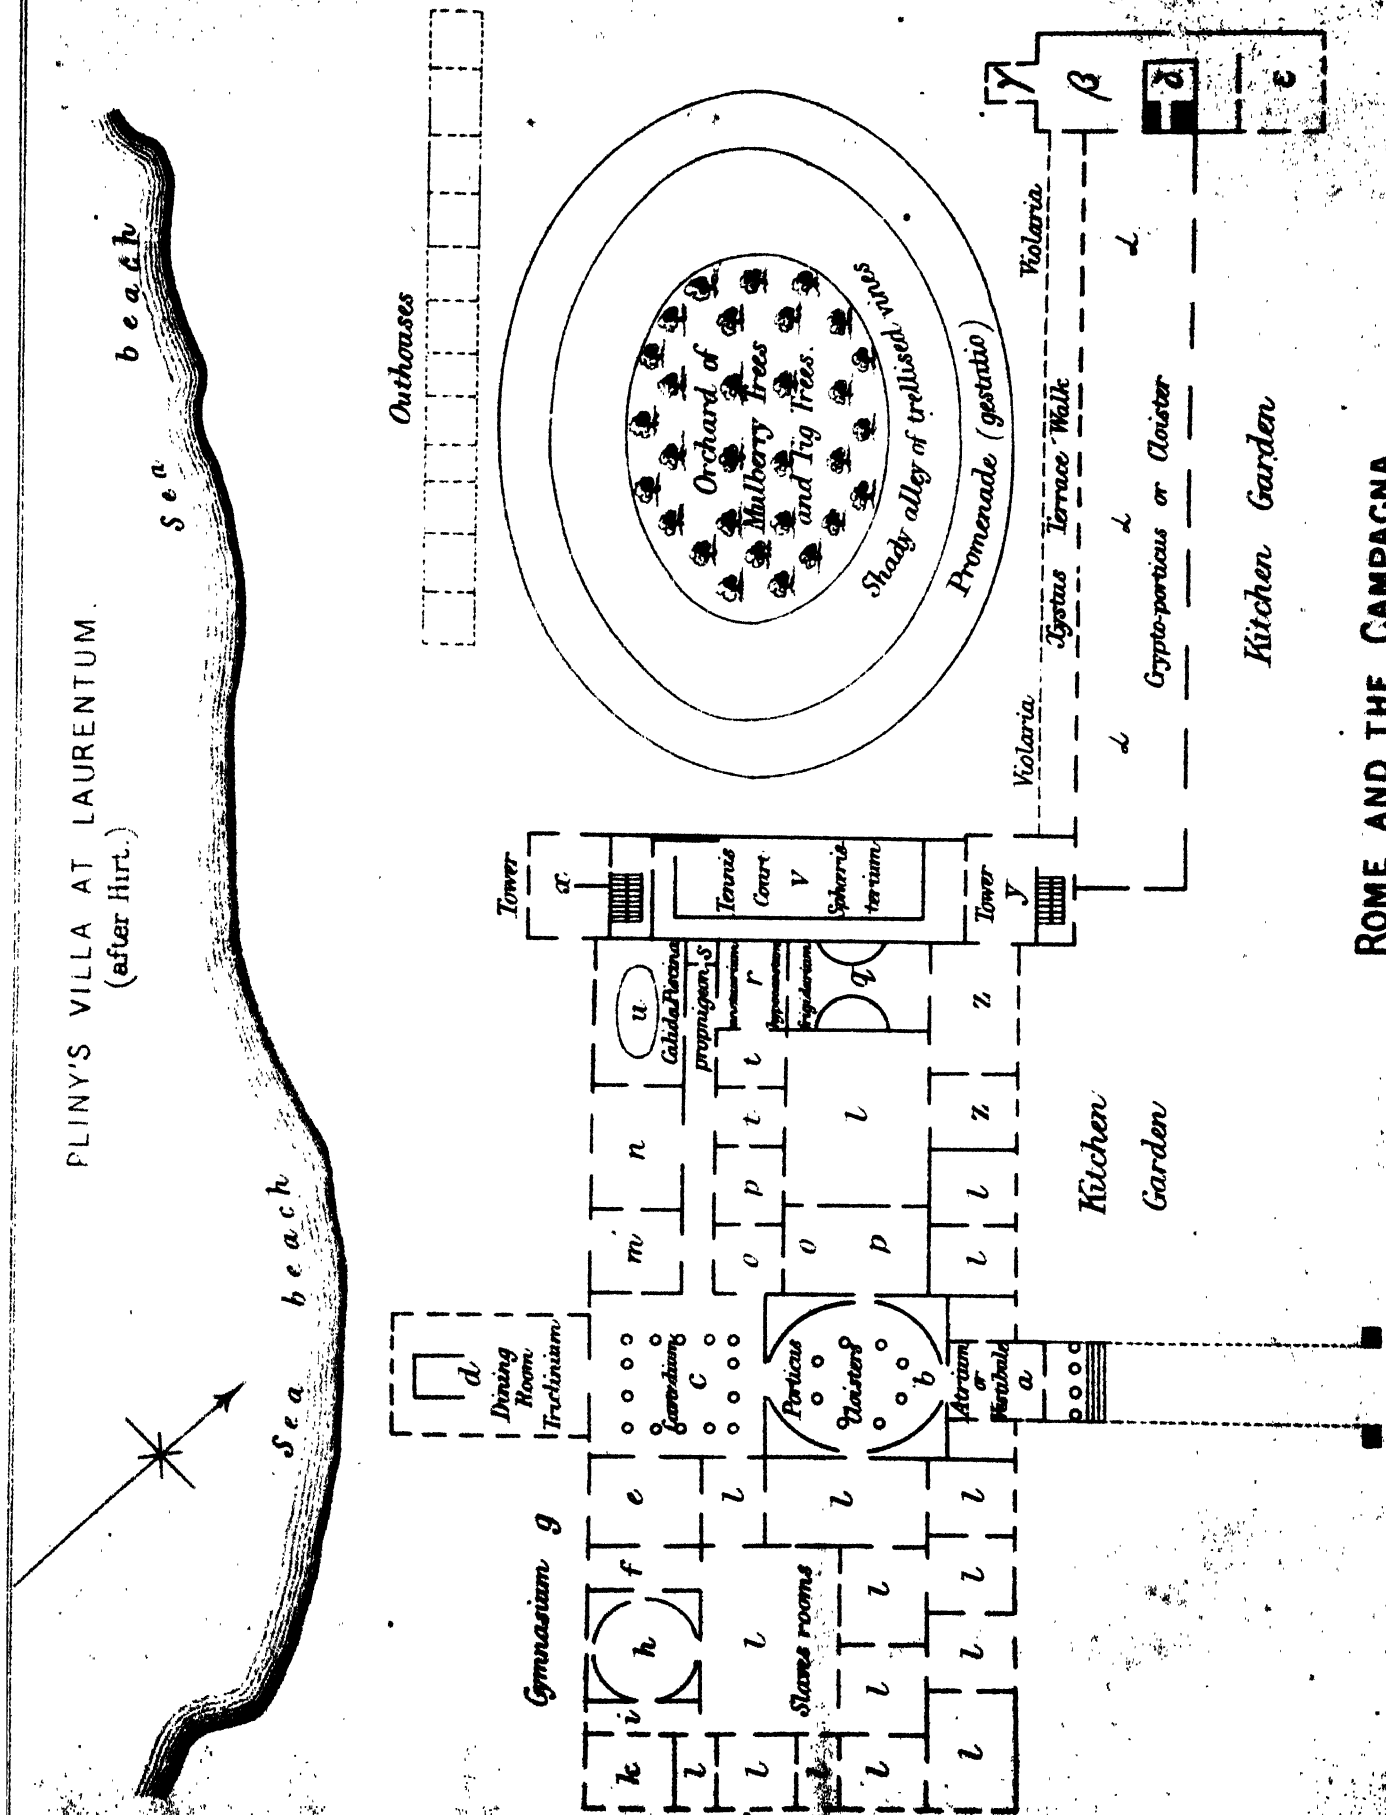 PLINY'S VILLA AT LAURENTUM.
(after Hirt.)
Sea beach
Sea beach
Outhouses
Orchard of
Mulberry Trees
and Fig Trees.
Shady alley of trellised vines
Promenade (gestatio)
Violaria
Violaria
Xystus Terrace Walk
Crypto-porticus or Cloister
α
α
α
β
γ
δ
ε
Kitchen Garden
Tower
x
Tennis
Court
V
Sphæris
terium
Tower
y
u
Calida Piscina
propnigeon
s
r
frigidarium
q
n
t
t
p
m
o
o
p
l
z
z
l
l
Kitchen
Garden
d
Dining
Room
Triclinium
Cavædium
C
Porticus
Cloisters
b
Atrium
or
Vestibule
a
Gymnasium g
e
f
h
i
k
l
l
l
l
Slaves rooms
l
l
l
l
l
l
l
l
l
l
ROME AND THE CAMPAGNA